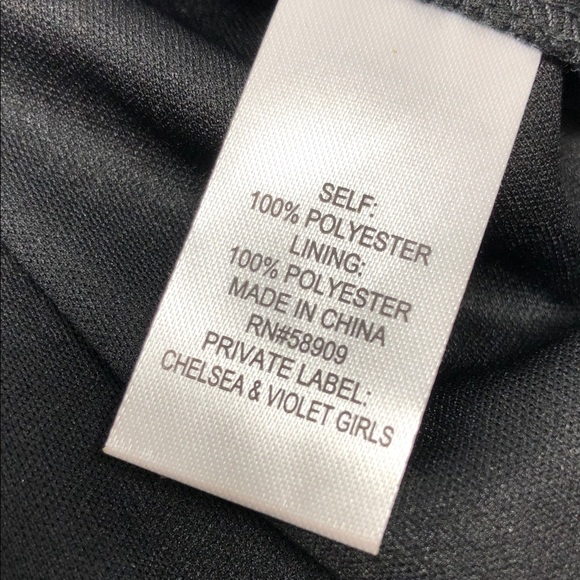 SELF:
100% POLYESTER
LINING:
100% POLYESTER
MADE IN CHINA
RN#58909
PRIVATE LABEL:
CHELSEA & VIOLET GIRLS